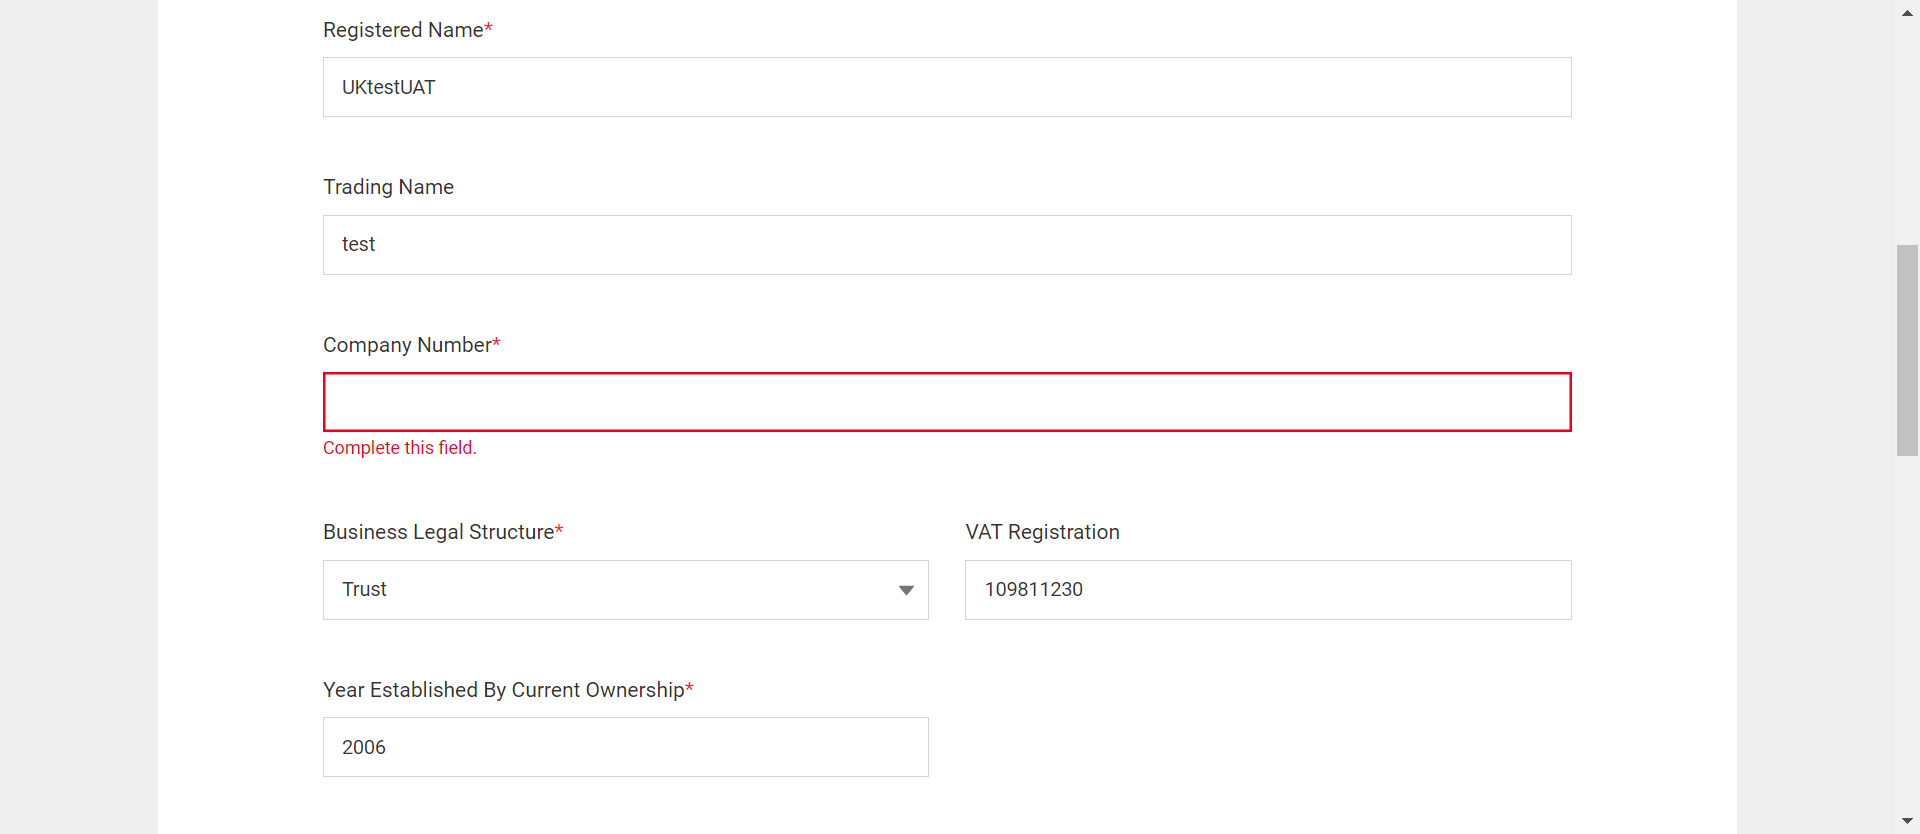 Registered Name*
UKtestUAT
Trading Name
test
Company Number*
Complete this field.
Business Legal Structure*
VAT Registration
Trust
109811230
Year Established By Current Ownership*
2006